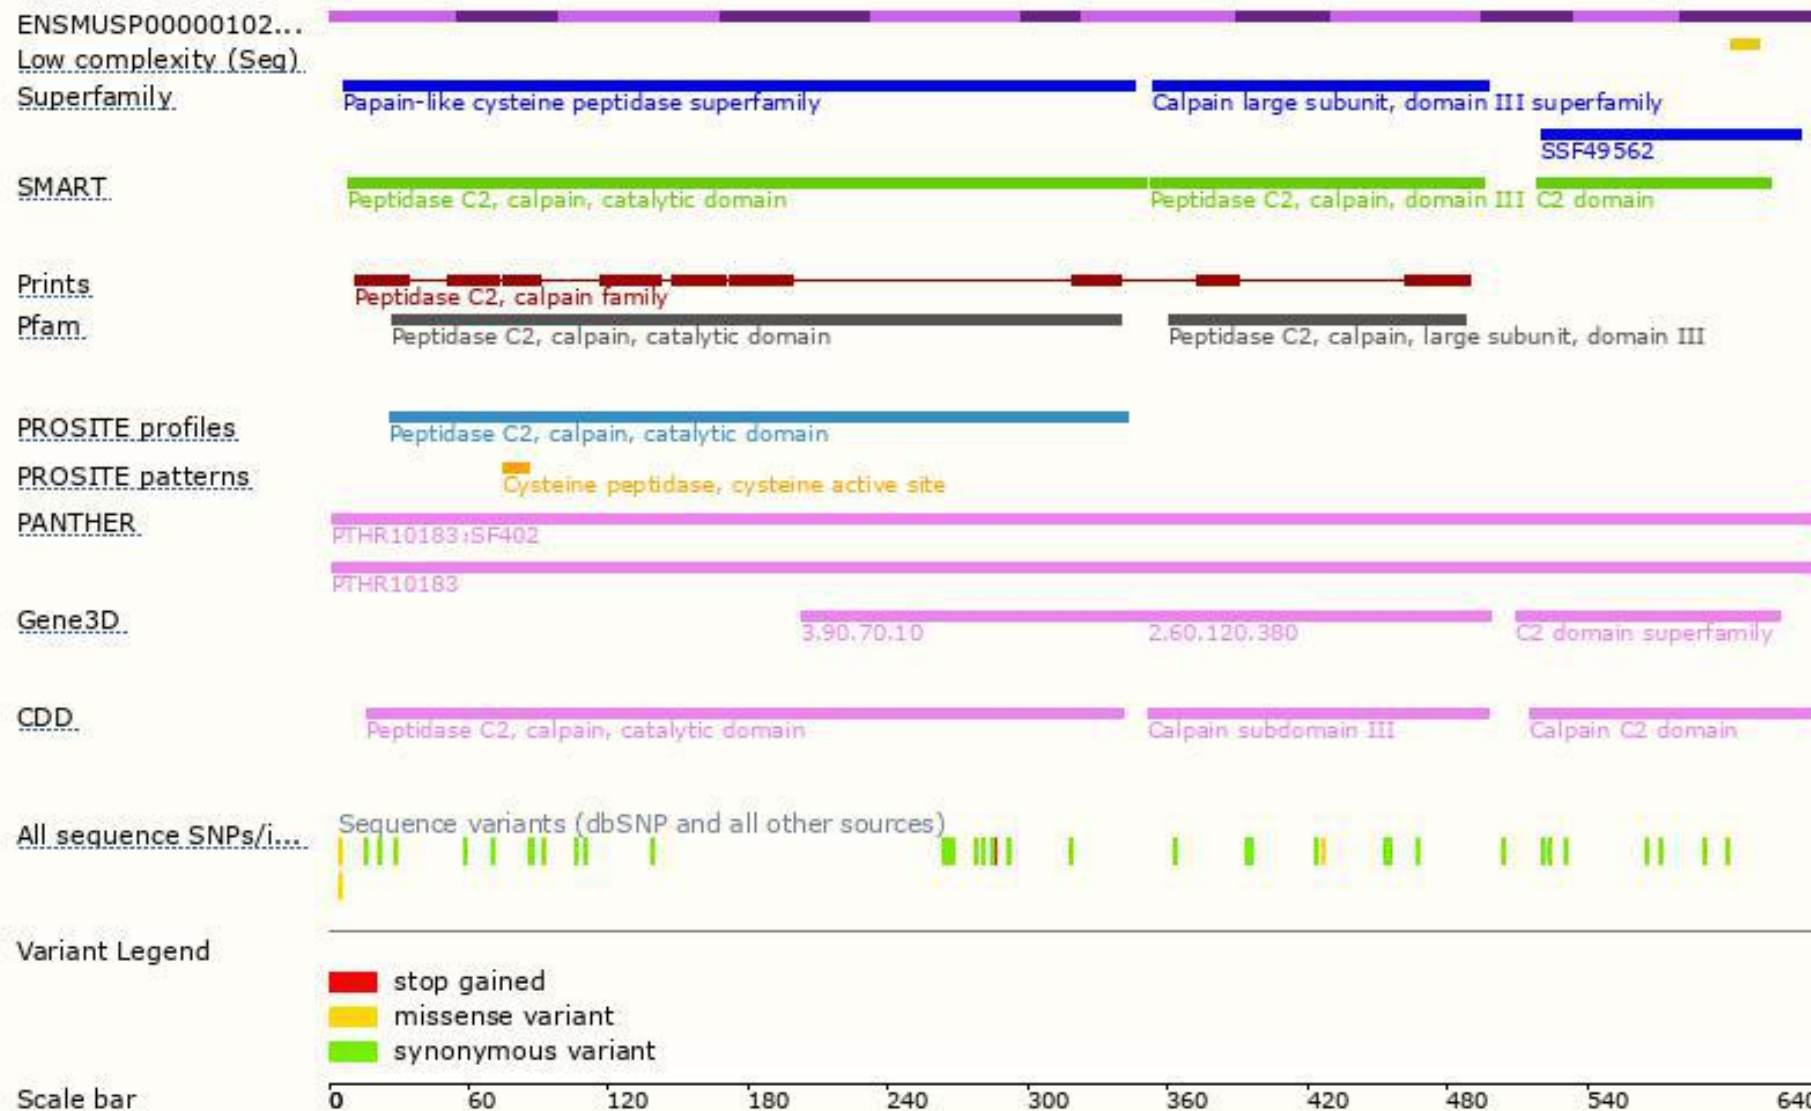 ENSMUSP00000102...
Low complexity (Seg)
Superfamily
Papain-like cysteine peptidase superfamily
Calpain large subunit, domain III superfamily
SSF49562
SMART
Peptidase C2, calpain, catalytic domain
Peptidase C2, calpain, domain III
C2 domain
Prints
Peptidase C2, calpain family
Pfam
Peptidase C2, calpain, catalytic domain
Peptidase C2, calpain, large subunit, domain III
PROSITE profiles
Peptidase C2, calpain, catalytic domain
PROSITE patterns
Cysteine peptidase, cysteine active site
PANTHER
PTHR10183:SF402
PTHR10183
Gene3D
3.90.70.10
2.60.120.380
C2 domain superfamily
CDD
Peptidase C2, calpain, catalytic domain
Calpain subdomain III
Calpain C2 domain
Sequence variants (dbSNP and all other sources)
All sequence SNPs/i...
Variant Legend
stop gained
missense variant
synonymous variant
Scale bar
0 60 120 180 240 300 360 420 480 540 640